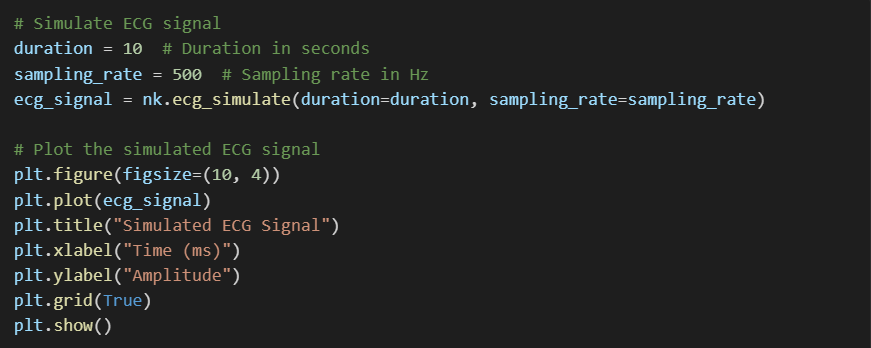 # Simulate ECG signal
duration = 10  # Duration in seconds
sampling_rate = 500  # Sampling rate in Hz
ecg_signal = nk.ecg_simulate(duration=duration, sampling_rate=sampling_rate)

# Plot the simulated ECG signal
plt.figure(figsize=(10, 4))
plt.plot(ecg_signal)
plt.title("Simulated ECG Signal")
plt.xlabel("Time (ms)")
plt.ylabel("Amplitude")
plt.grid(True)
plt.show()